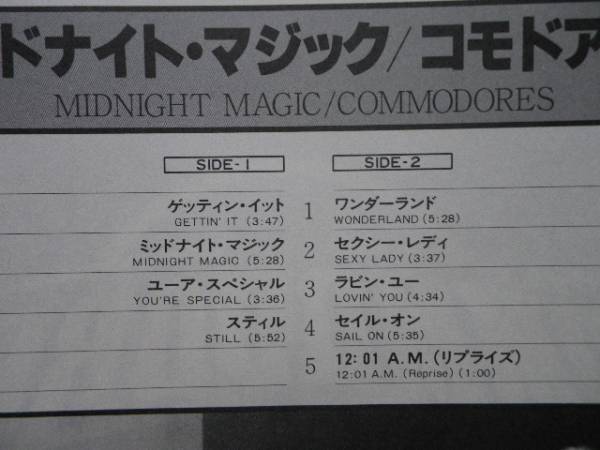 ドナイト・マジック/コモドア
MIDNIGHT MAGIC/COMMODORES
SIDE-1
ゲッティン・イット 1
GETTIN' IT (3:47)
ミッドナイト・マジック 2
MIDNIGHT MAGIC (5:28)
ユーア・スペシャル 3
YOU'RE SPECIAL (3:36)
スティル 4
STILL (5:52)
5
SIDE-2
ワンダーランド
WONDERLAND (5:28)
セクシー・レディ
SEXY LADY (3:37)
ラビン・ユー
LOVIN' YOU (4:34)
セイル・オン
SAIL ON (5:35)
12:01 A.M. (リプライズ)
12:01 A.M. (Reprise) (1:00)